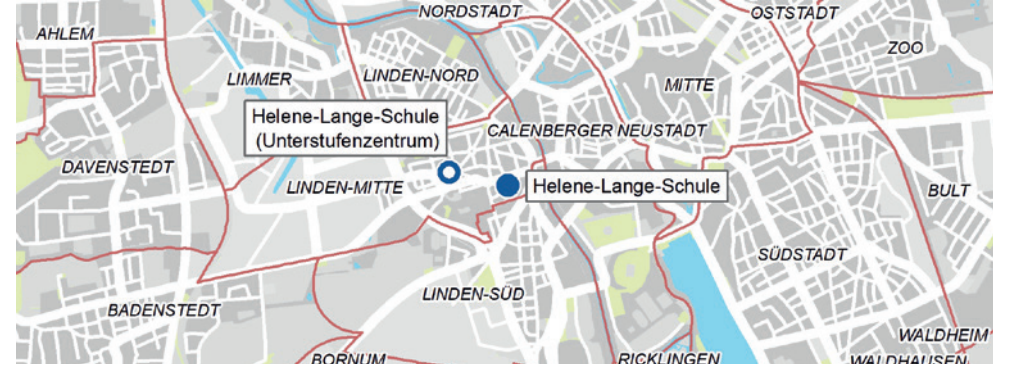 NORDSTADT
OSTSTADT
AHLEM
ZOO
LIMMER
LINDEN-NORD
MITTE
Helene-Lange-Schule
(Unterstufenzentrum)
CALENBERGER NEUSTADT
DAVENSTEDT
LINDEN-MITTE
Helene-Lange-Schule
BULT
SÜDSTADT
LINDEN-SÜD
BADENSTEDT
WALDHEIM
BORNUM
RICKLINGEN
WALDHAUSEN